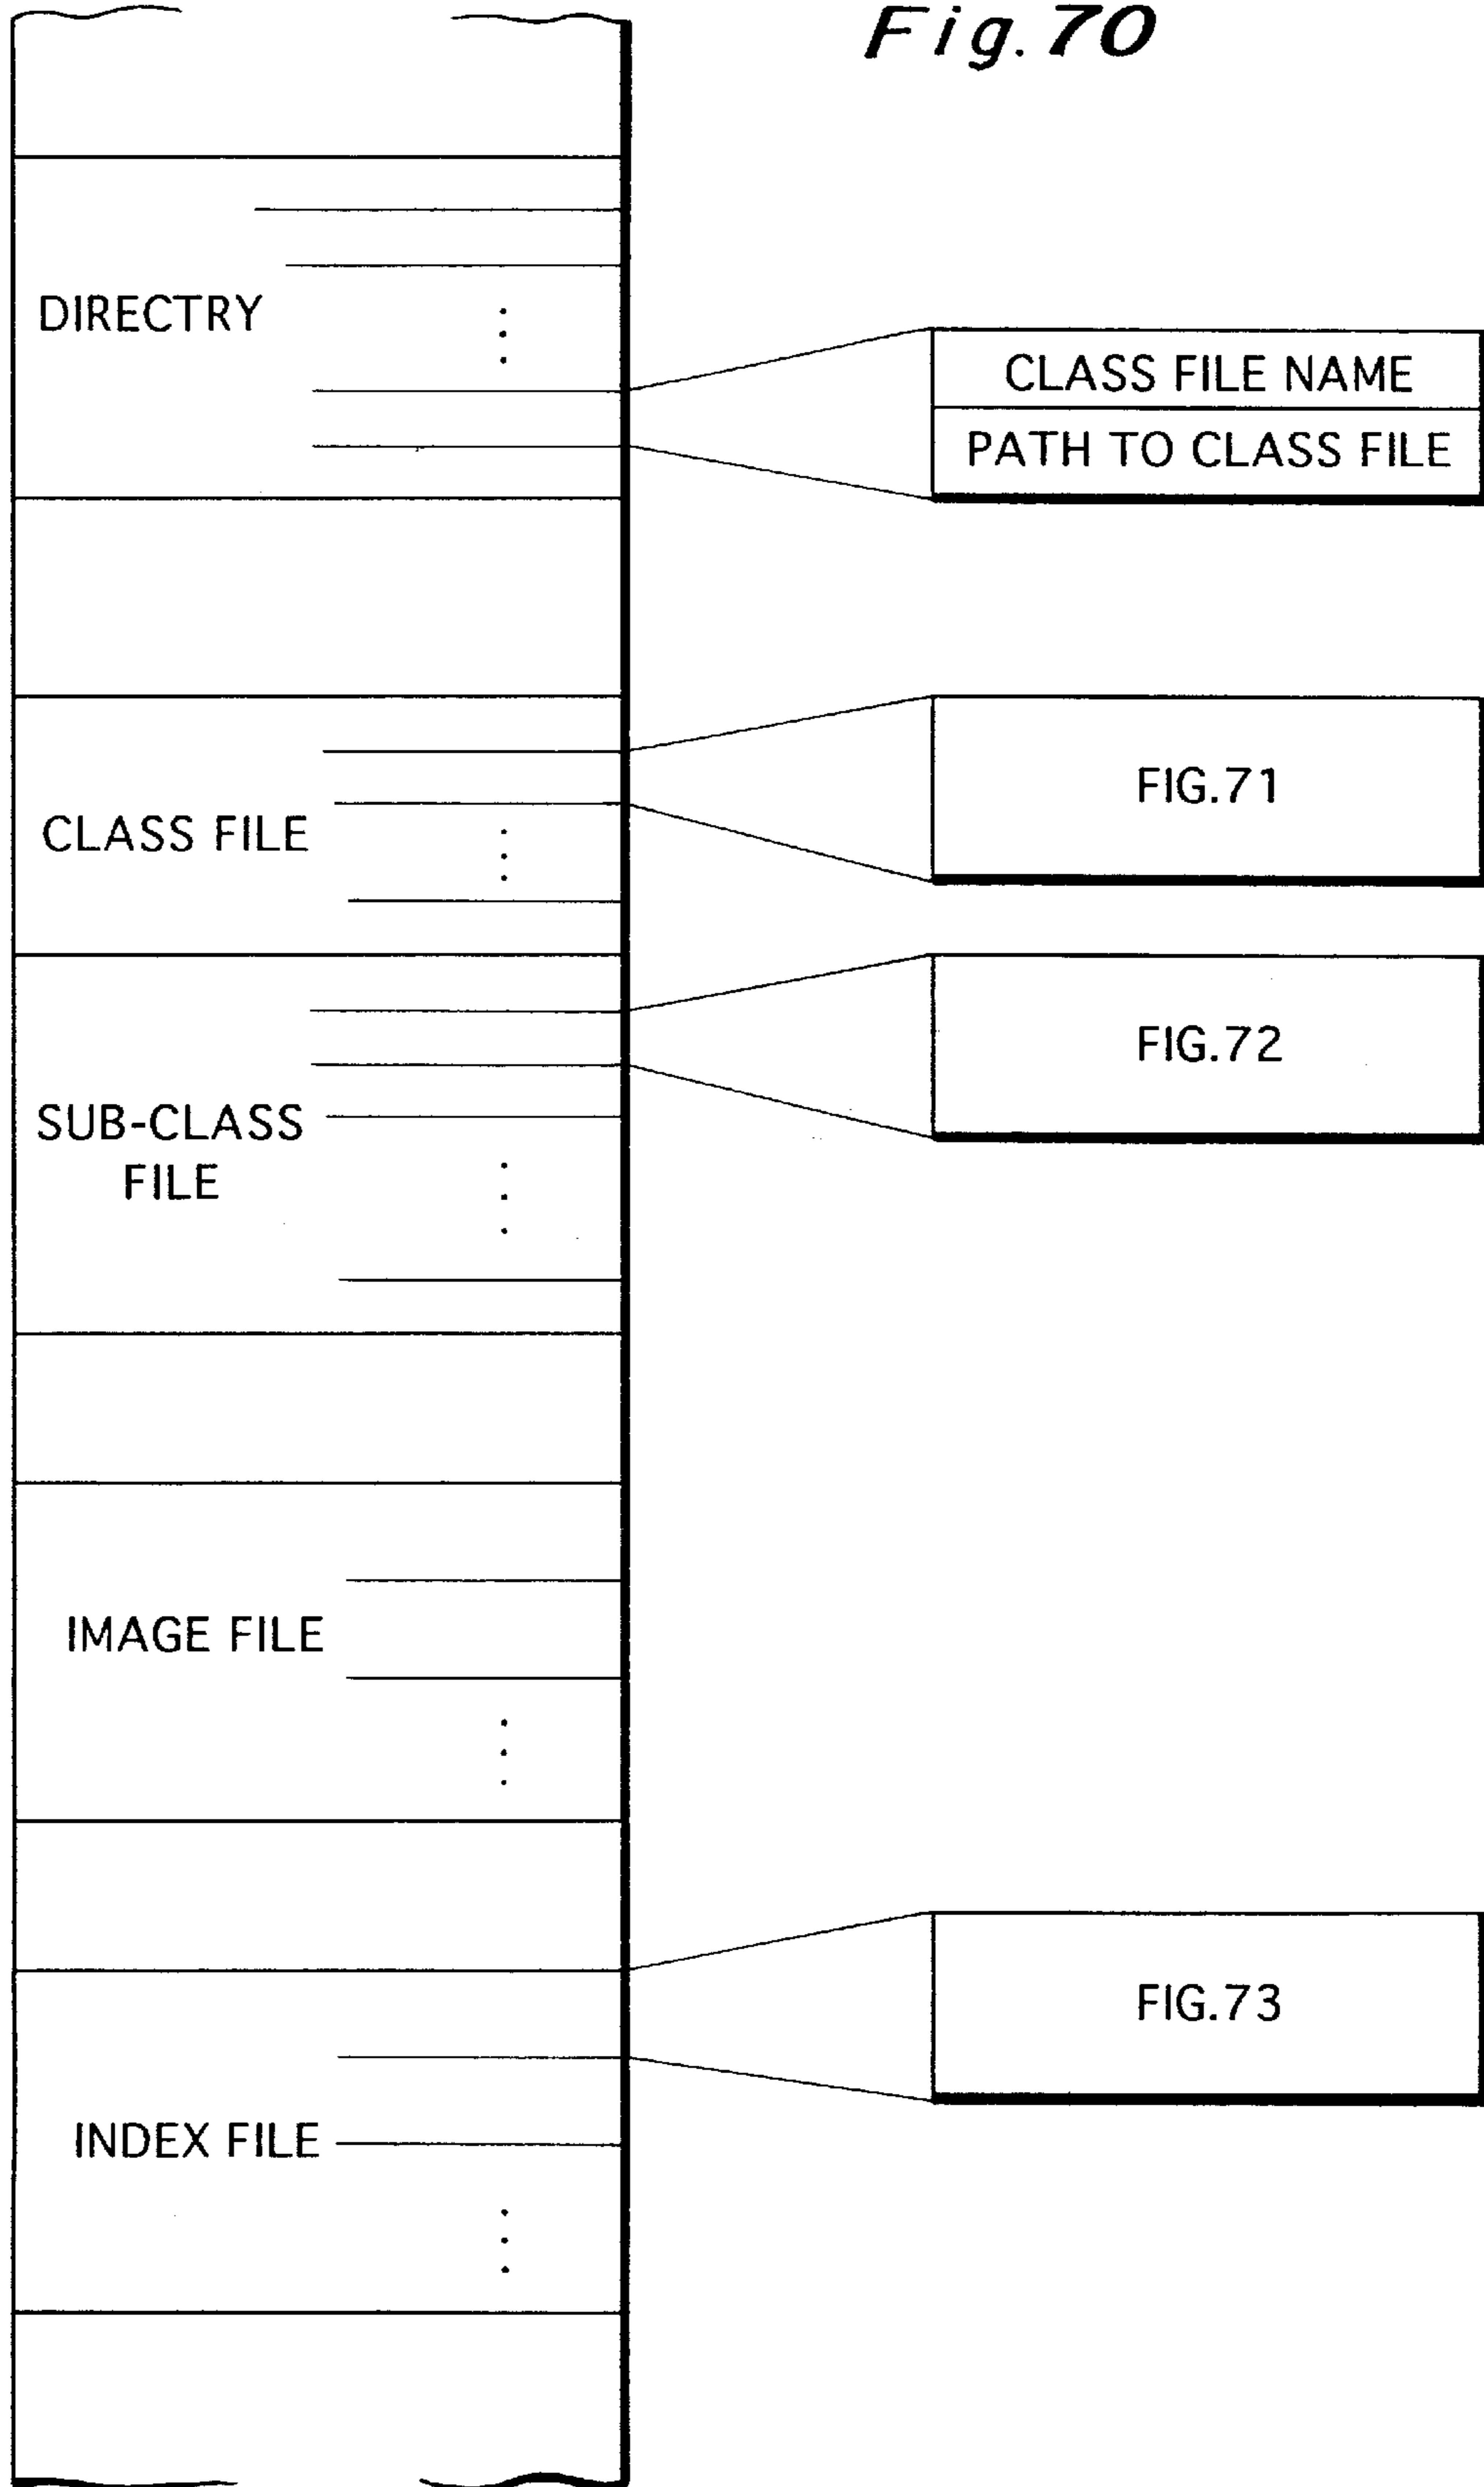 Fig. 70
DIRECTRY
CLASS FILE NAME
PATH TO CLASS FILE
CLASS FILE
FIG.71
SUB-CLASS
FILE
FIG.72
IMAGE FILE
INDEX FILE
FIG.73